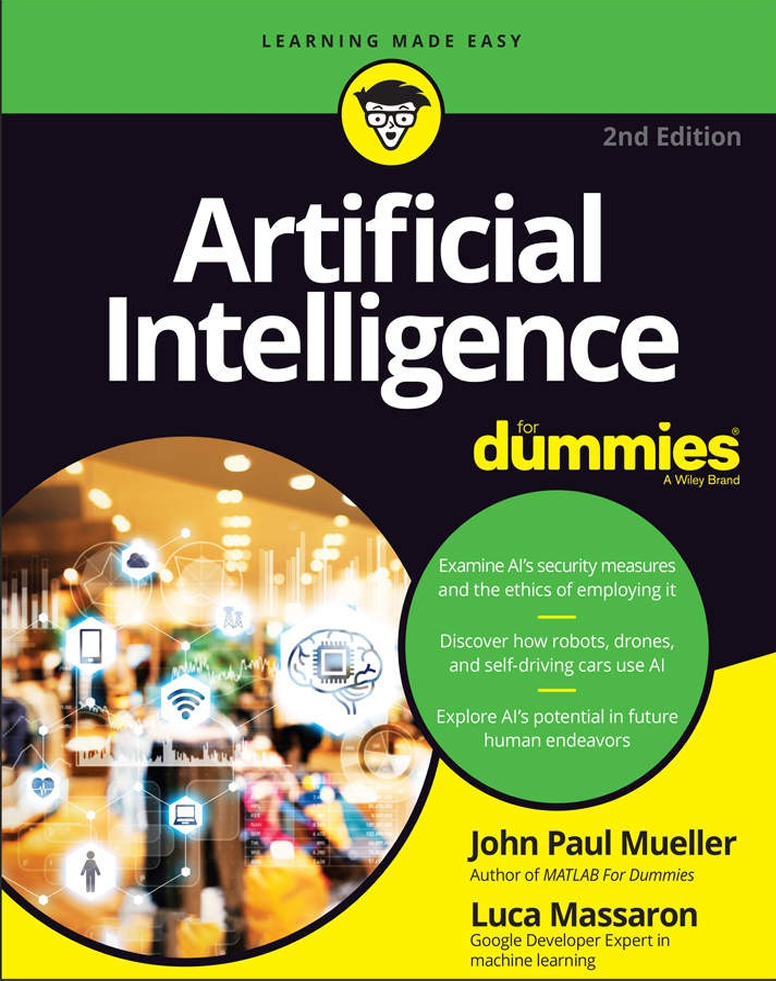 LEARNING MADE EASY
2nd Edition
Artificial
Intelligence
for
dummies®
A Wiley Brand
Examine AI's security measures
and the ethics of employing it
Discover how robots, drones,
and self-driving cars use AI
Explore AI's potential in future
human endeavors
John Paul Mueller
Author of MATLAB For Dummies
Luca Massaron
Google Developer Expert in
machine learning